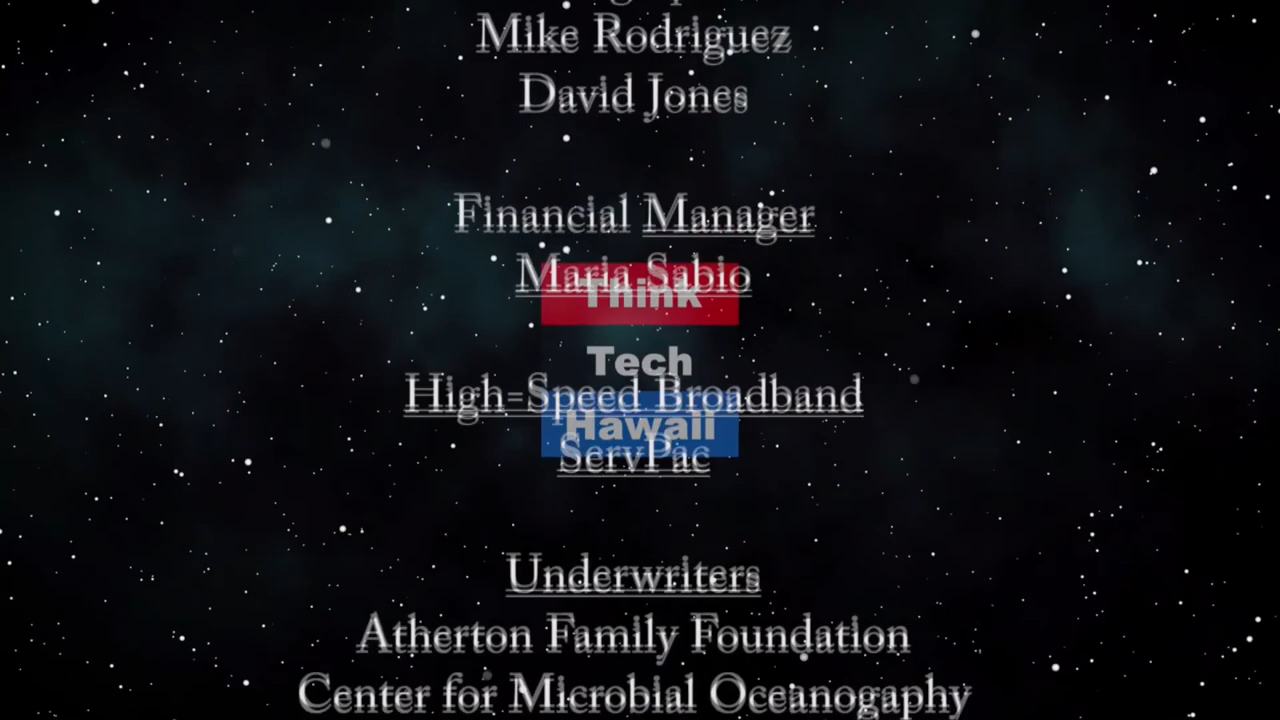 Mike Rodriguez
David Jones
Financial Manager
Maria Sabio
Think
Tech
High-Speed Broadband
Hawaii
ServPac
Underwriters
Atherton Family Foundation
Center for Microbial Oceanogaphy